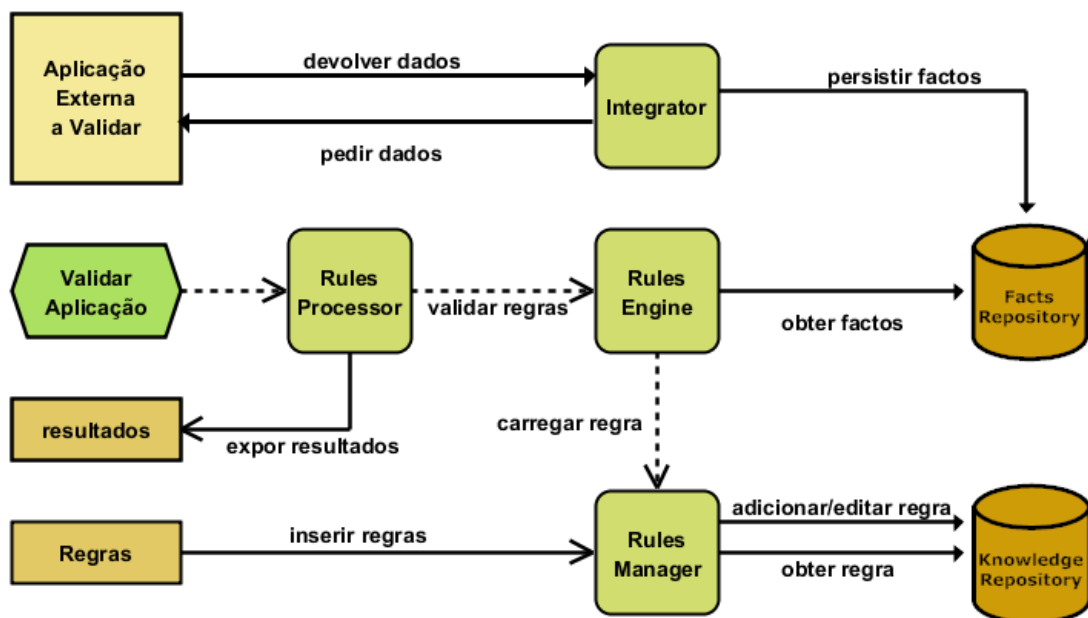 Aplicação
Externa
a Validar
devolver dados
pedir dados
Integrator
persistir factos
Validar
Aplicação
Rules
Processor
validar regras
Rules
Engine
obter factos
Facts
Repository
resultados
expor resultados
carregar regra
Regras
inserir regras
Rules
Manager
adicionar/editar regra
obter regra
Knowledge
Repository